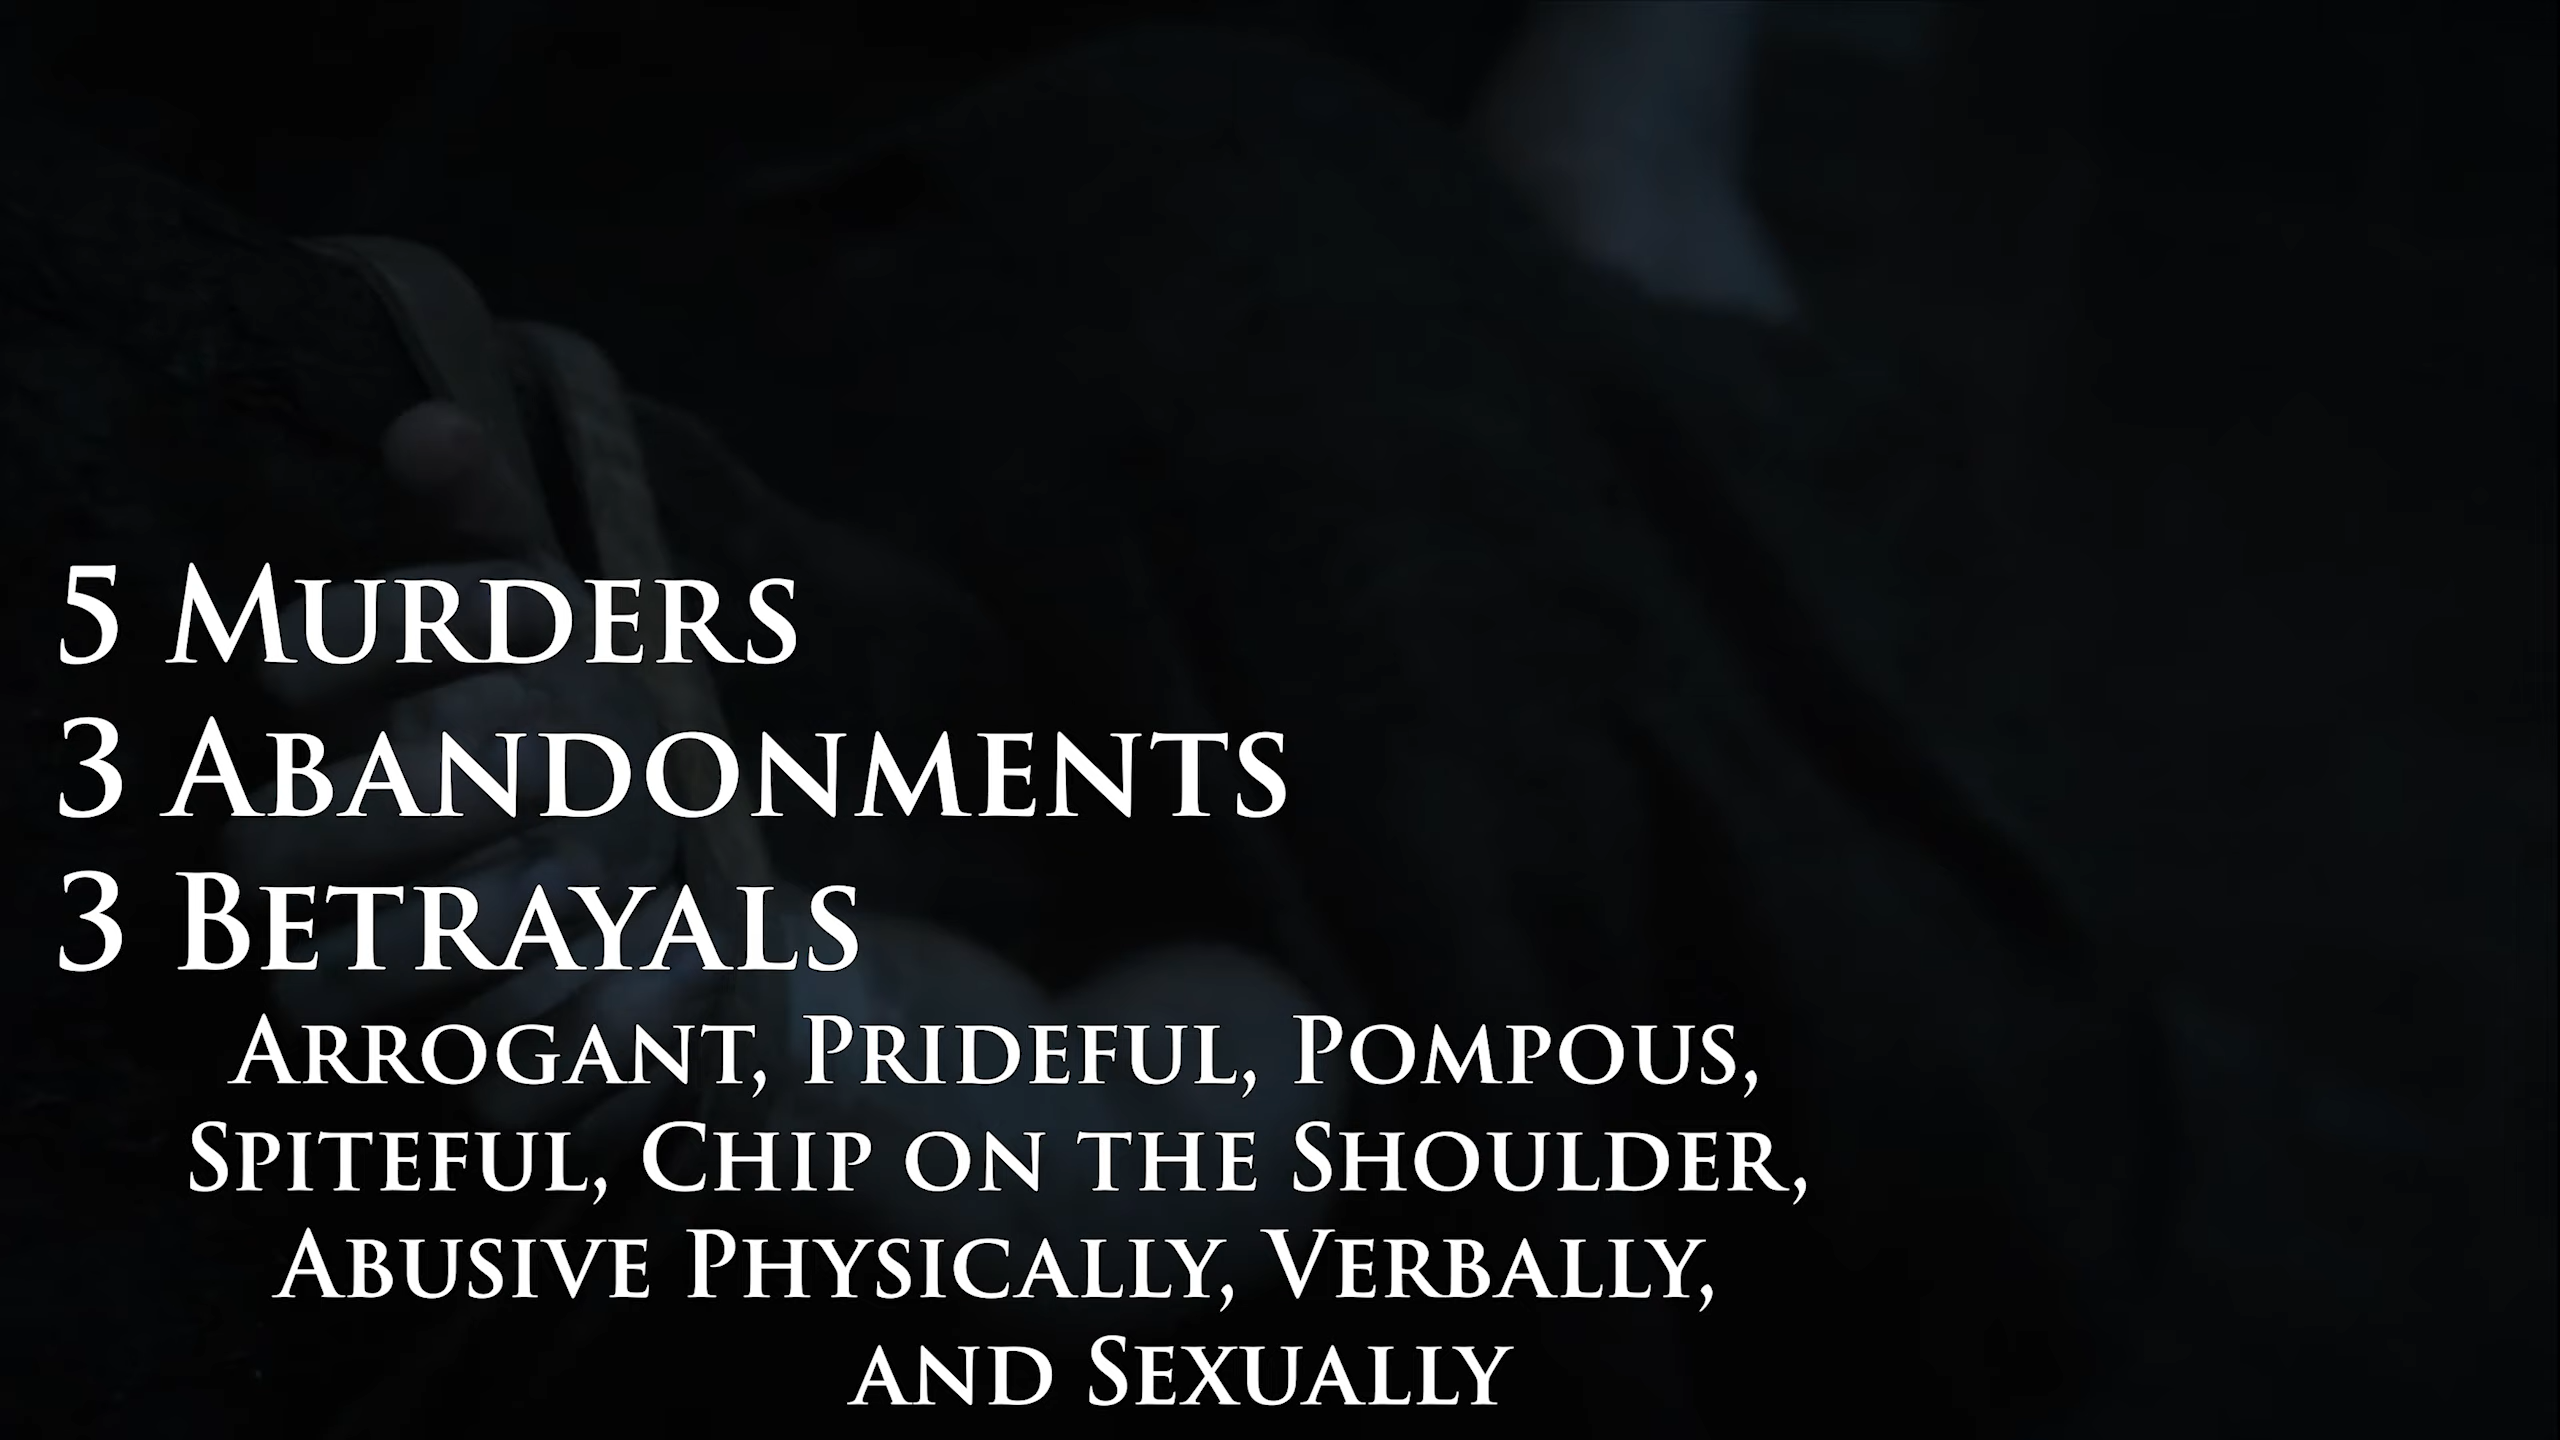 5 Murders
3 Abandonments
3 Betrayals
Arrogant, Prideful, Pompous,
Spiteful, Chip on the Shoulder,
Abusive Physically, Verbally,
and Sexually